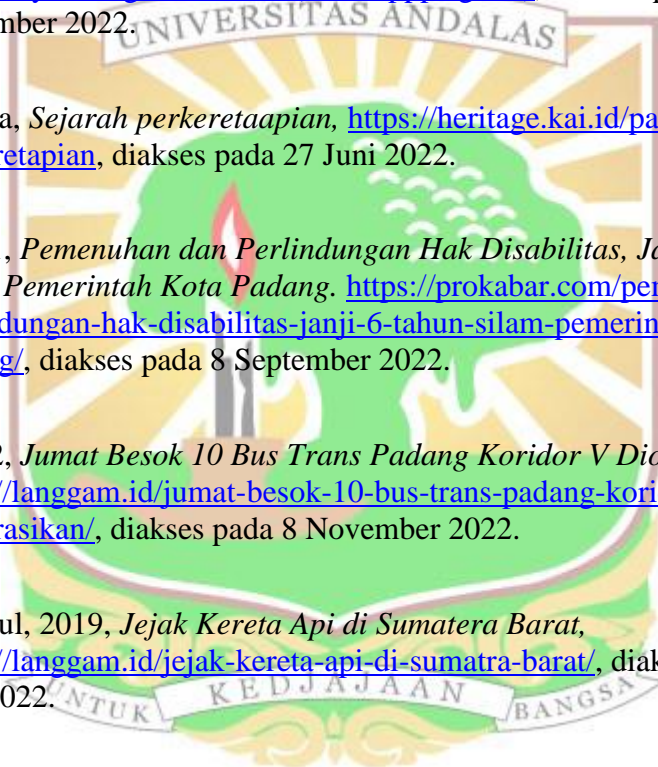 mber 2022.
UNIVERSITAS ANDALAS
a, Sejarah perkeretaapian, https://heritage.kai.id/pa
retapian, diakses pada 27 Juni 2022.
, Pemenuhan dan Perlindungan Hak Disabilitas, Ja
Pemerintah Kota Padang. https://prokabar.com/per
dungan-hak-disabilitas-janji-6-tahun-silam-pemerin
g/, diakses pada 8 September 2022.
2, Jumat Besok 10 Bus Trans Padang Koridor V Dio
//langgam.id/jumat-besok-10-bus-trans-padang-kori
rasikan/, diakses pada 8 November 2022.
ul, 2019, Jejak Kereta Api di Sumatera Barat,
//langgam.id/jejak-kereta-api-di-sumatra-barat/, diak
2022.
UNTUK KEDJAJAAN BANGSA